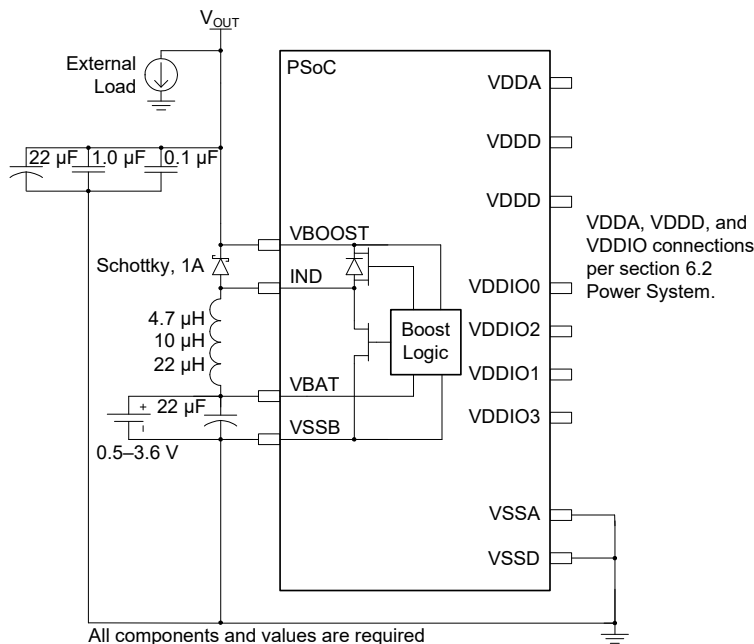 VOUT
External
Load
PSoC
VDDA
VDDD
22 µF 1.0 µF 0.1 µF
VDDD
VDDA, VDDD, and
VDDIO connections
per section 6.2
Power System.
VBOOST
Schottky, 1A
IND
VDDIO0
4.7 µH
10 µH
22 µH
Boost
Logic
VDDIO2
VBAT
VDDIO1
22 µF
+
-
VSSB
VDDIO3
0.5–3.6 V
VSSA
VSSD
All components and values are required